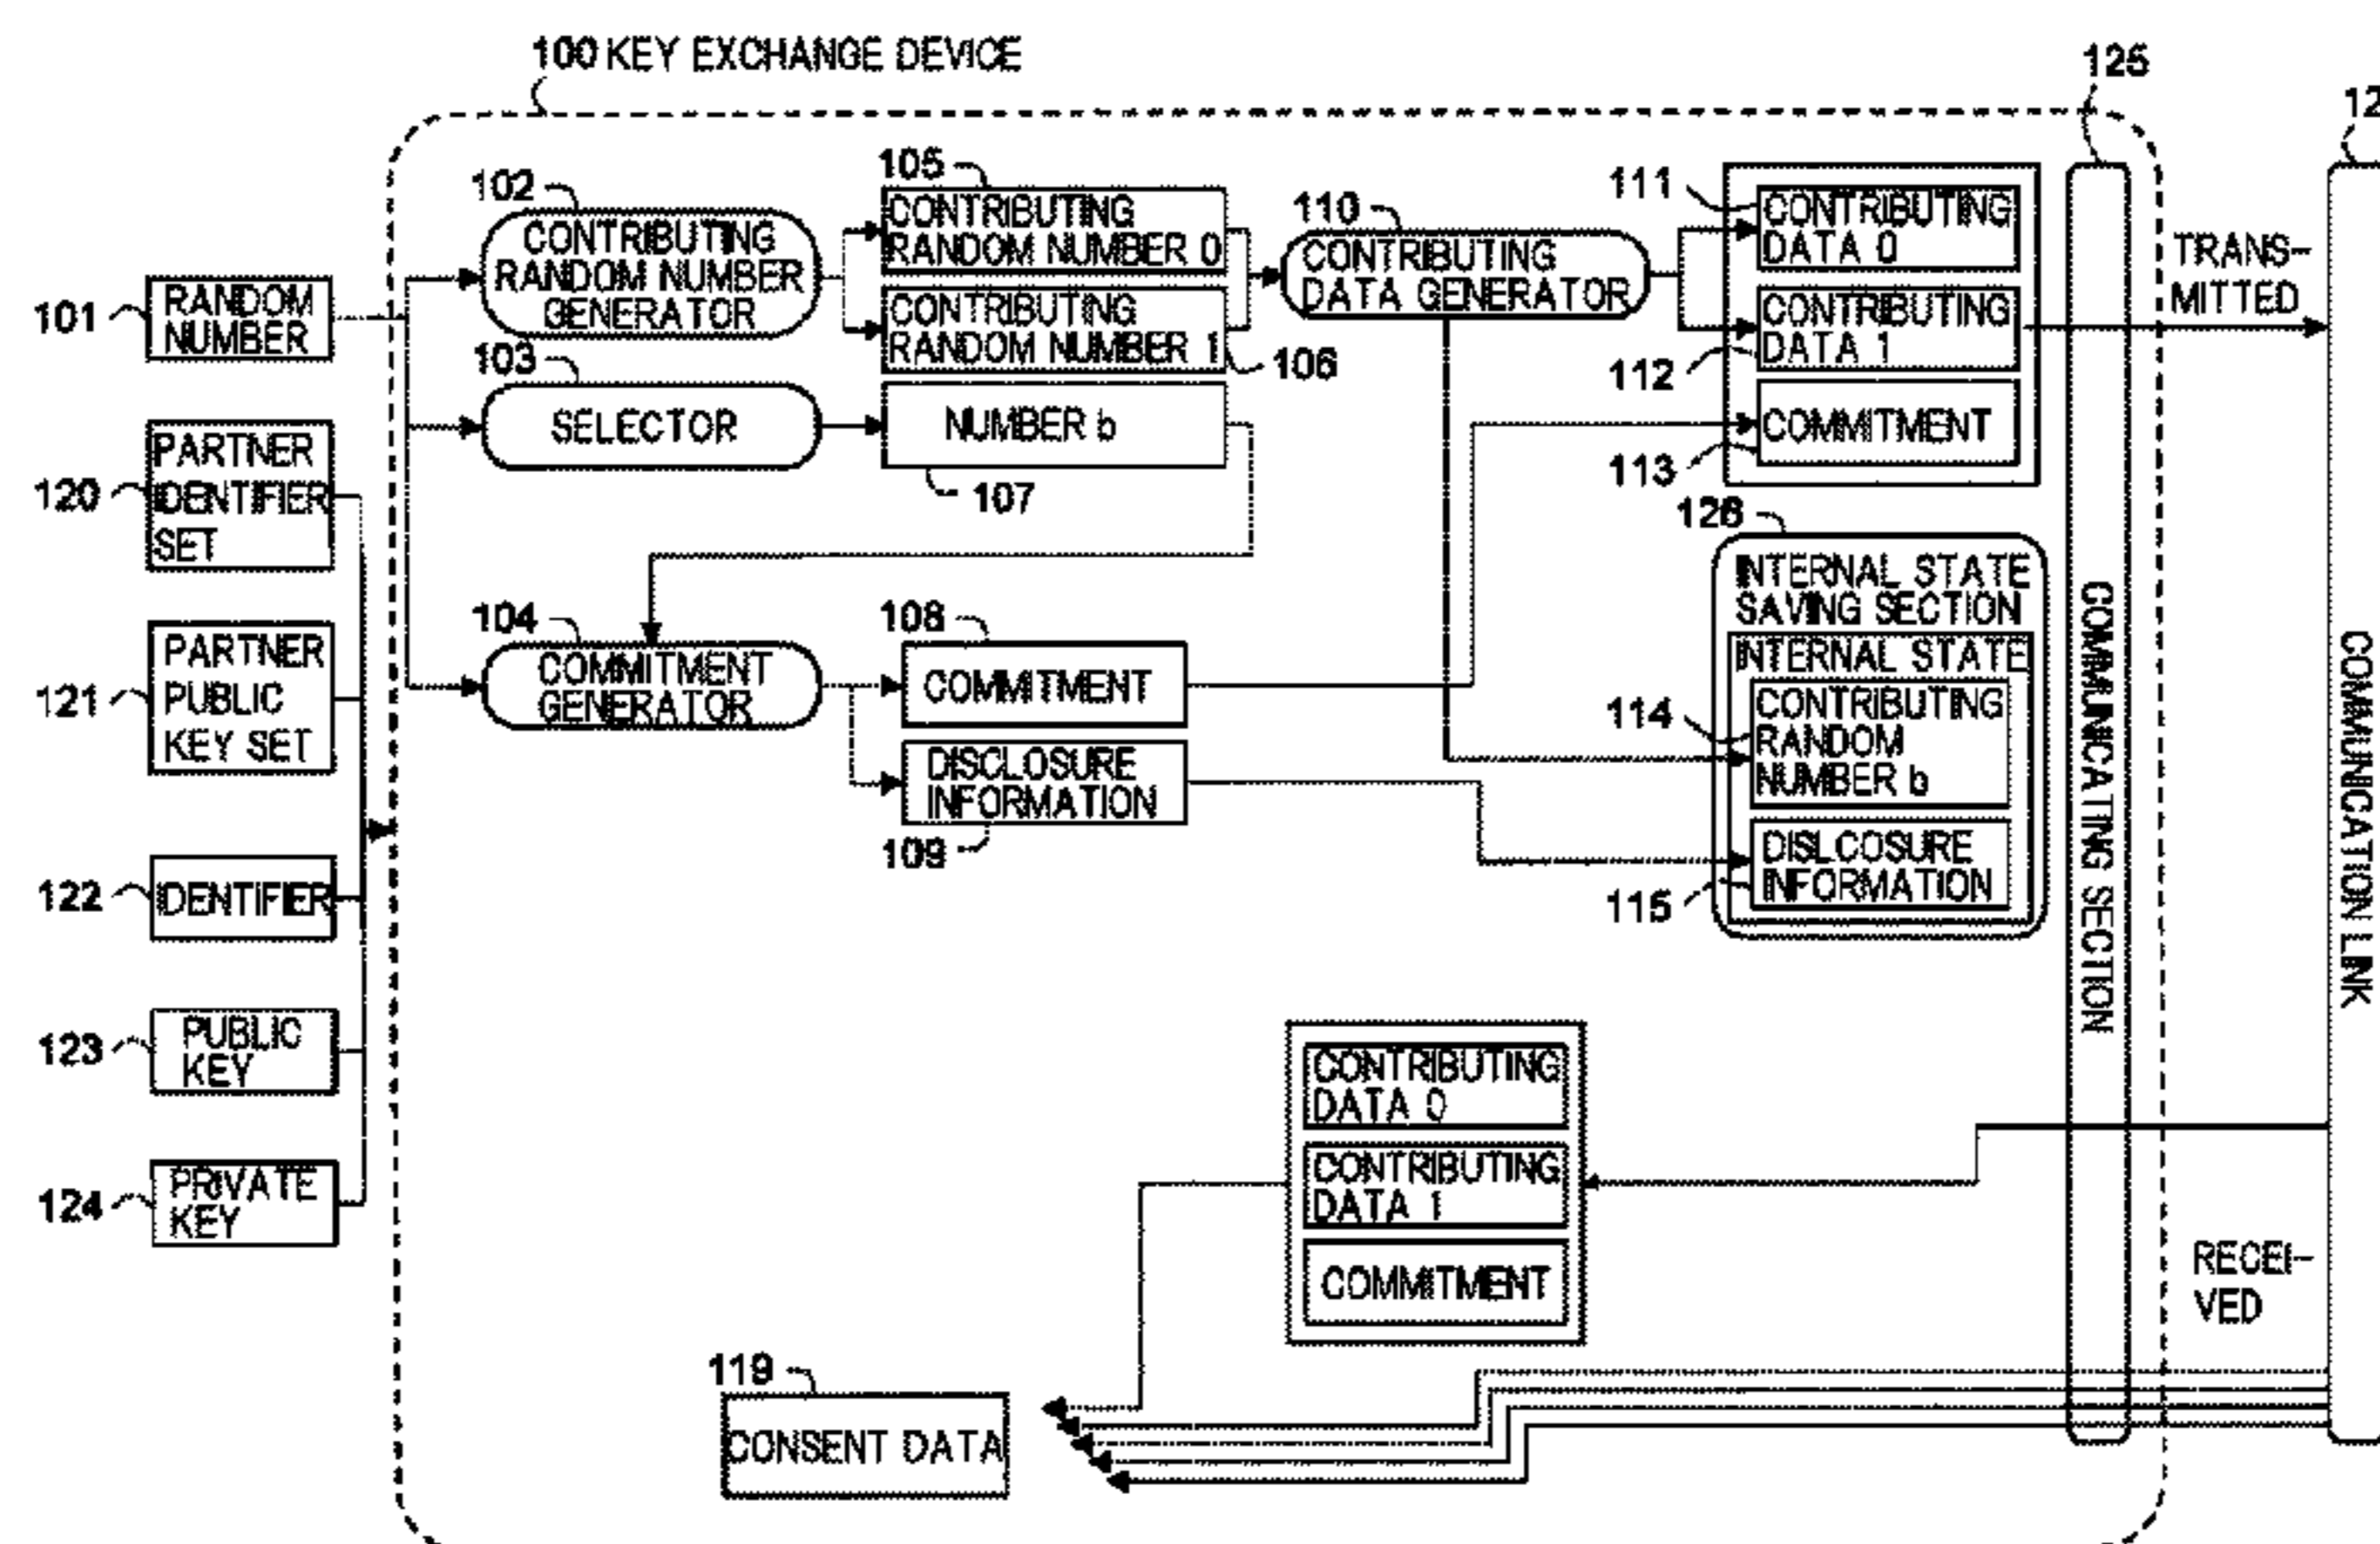 100 KEY EXCHANGE DEVICE
125
12
105
102
CONTRIBUTING
RANDOM NUMBER
GENERATOR
CONTRIBUTING
RANDOM NUMBER 0
110
CONTRIBUTING
DATA GENERATOR
111
CONTRIBUTING
DATA 0
TRANS-
MITTED
101
RANDOM
NUMBER
CONTRIBUTING
RANDOM NUMBER 1
106
CONTRIBUTING
DATA 1
112
103
SELECTOR
NUMBER b
107
COMMITMENT
113
120
PARTNER
IDENTIFIER
SET
126
INTERNAL STATE
SAVING SECTION
INTERNAL STATE
104
COMMITMENT
GENERATOR
108
COMMITMENT
114
CONTRIBUTING
RANDOM
NUMBER b
121
PARTNER
PUBLIC
KEY SET
DISCLOSURE
INFORMATION
109
DISLCOSURE
INFORMATION
115
COMMUNICATING SECTION
COMMUNICATION LINK
122
IDENTIFIER
123
PUBLIC
KEY
124
PRIVATE
KEY
CONTRIBUTING
DATA 0
CONTRIBUTING
DATA 1
COMMITMENT
RECEI-
VED
119
CONSENT DATA